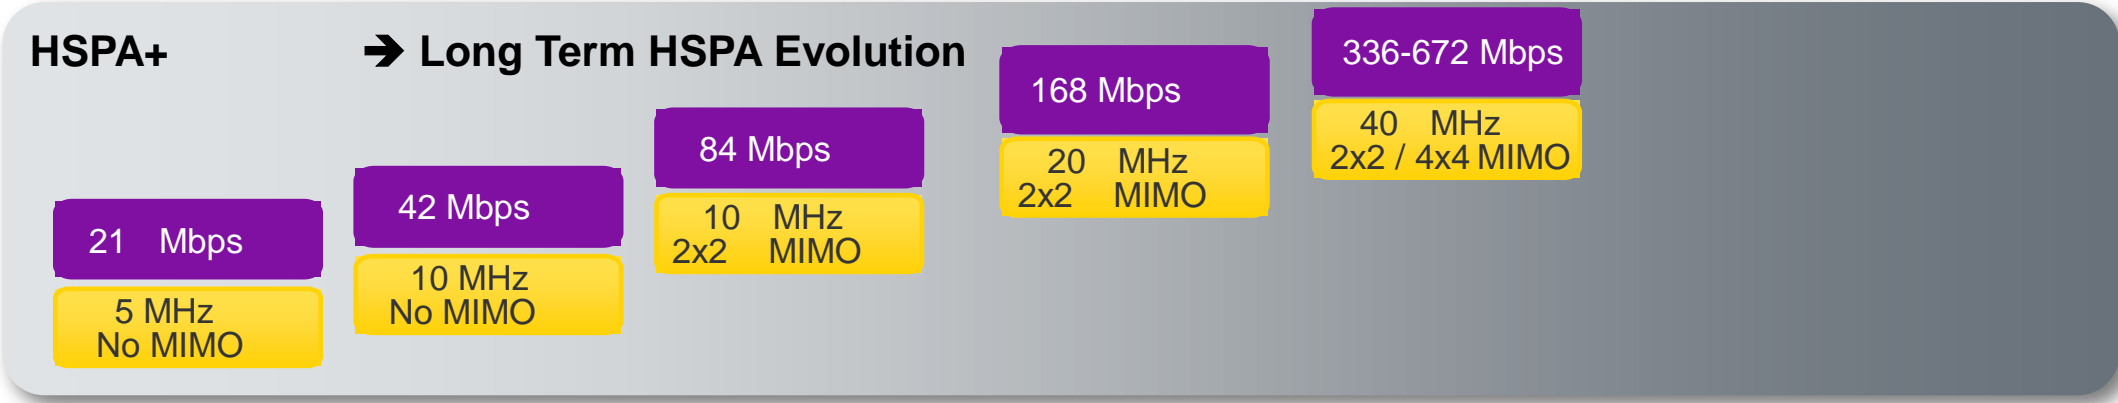 HSPA+ ➔ Long Term HSPA Evolution
21 Mbps
5 MHz
No MIMO
42 Mbps
10 MHz
No MIMO
84 Mbps
10 MHz
2x2 MIMO
168 Mbps
20 MHz
2x2 MIMO
336-672 Mbps
40 MHz
2x2 / 4x4 MIMO